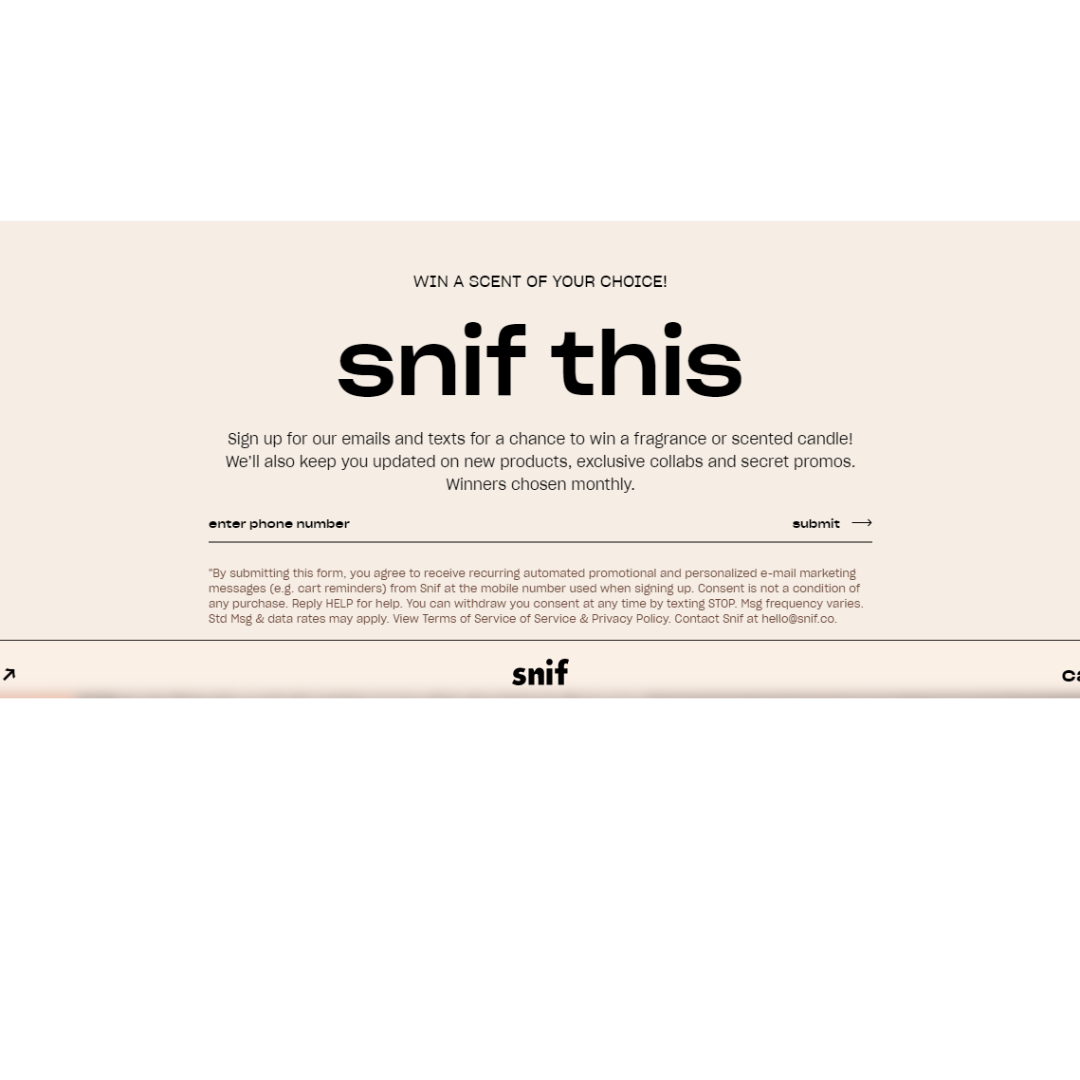 WIN A SCENT OF YOUR CHOICE!
snif this
Sign up for our emails and texts for a chance to win a fragrance or scented candle!
We'll also keep you updated on new products, exclusive collabs and secret promos.
Winners chosen monthly.
enter phone number submit
"By submitting this form, you agree to receive recurring automated promotional and personalized e-mail marketing
messages (e.g. cart reminders) from Snif at the mobile number used when signing up. Consent is not a condition of
any purchase. Reply HELP for help. You can withdraw you consent at any time by texting STOP. Msg frequency varies.
Std Msg & data rates may apply. View Terms of Service of Service & Privacy Policy. Contact Snif at hello@snif.co.
snif